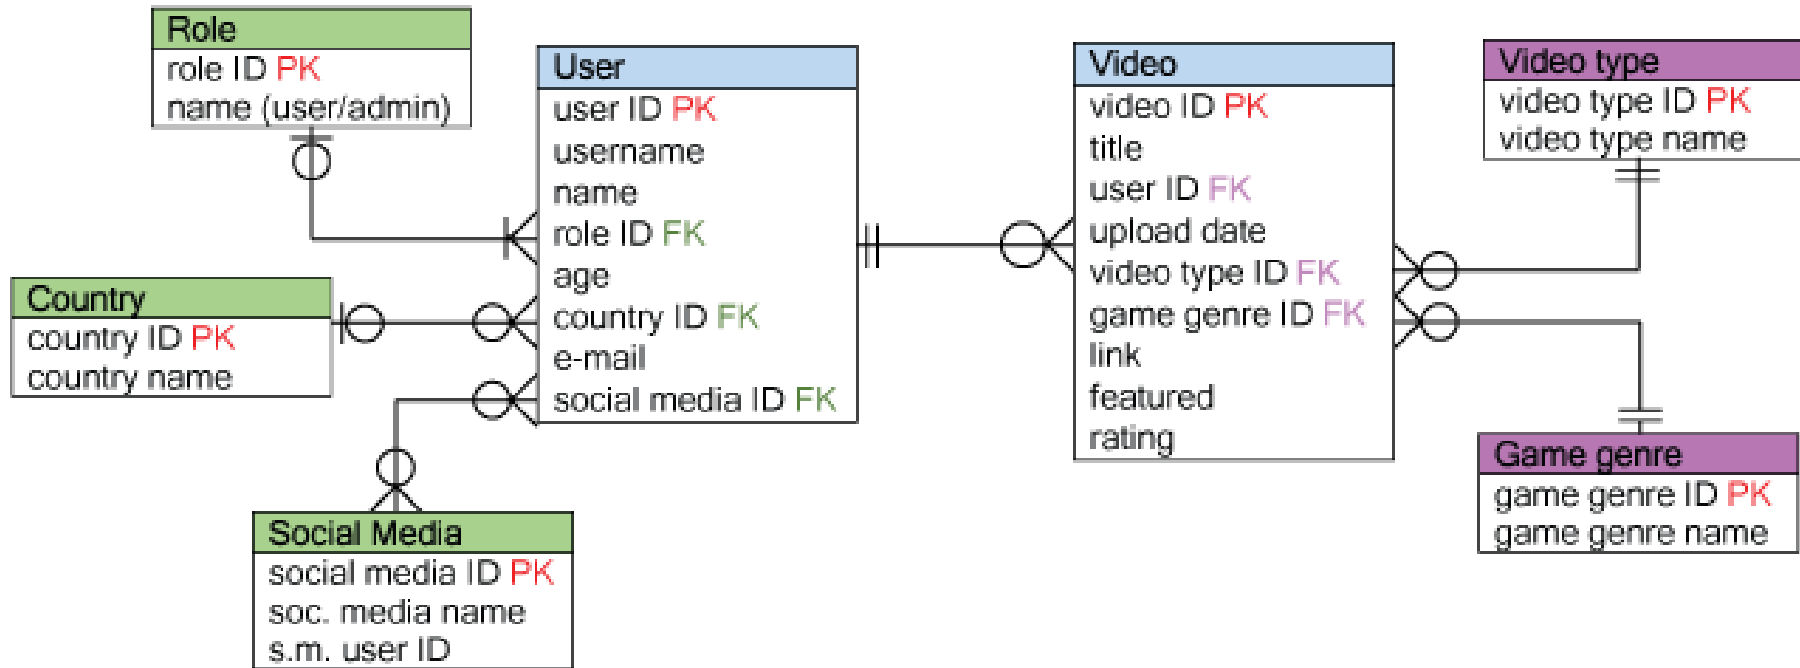 Role
role ID PK
name (user/admin)
User
user ID PK
username
name
role ID FK
age
country ID FK
e-mail
social media ID FK
Country
country ID PK
country name
Social Media
social media ID PK
soc. media name
s.m. user ID
Video
video ID PK
title
user ID FK
upload date
video type ID FK
game genre ID FK
link
featured
rating
Video type
video type ID PK
video type name
Game genre
game genre ID PK
game genre name